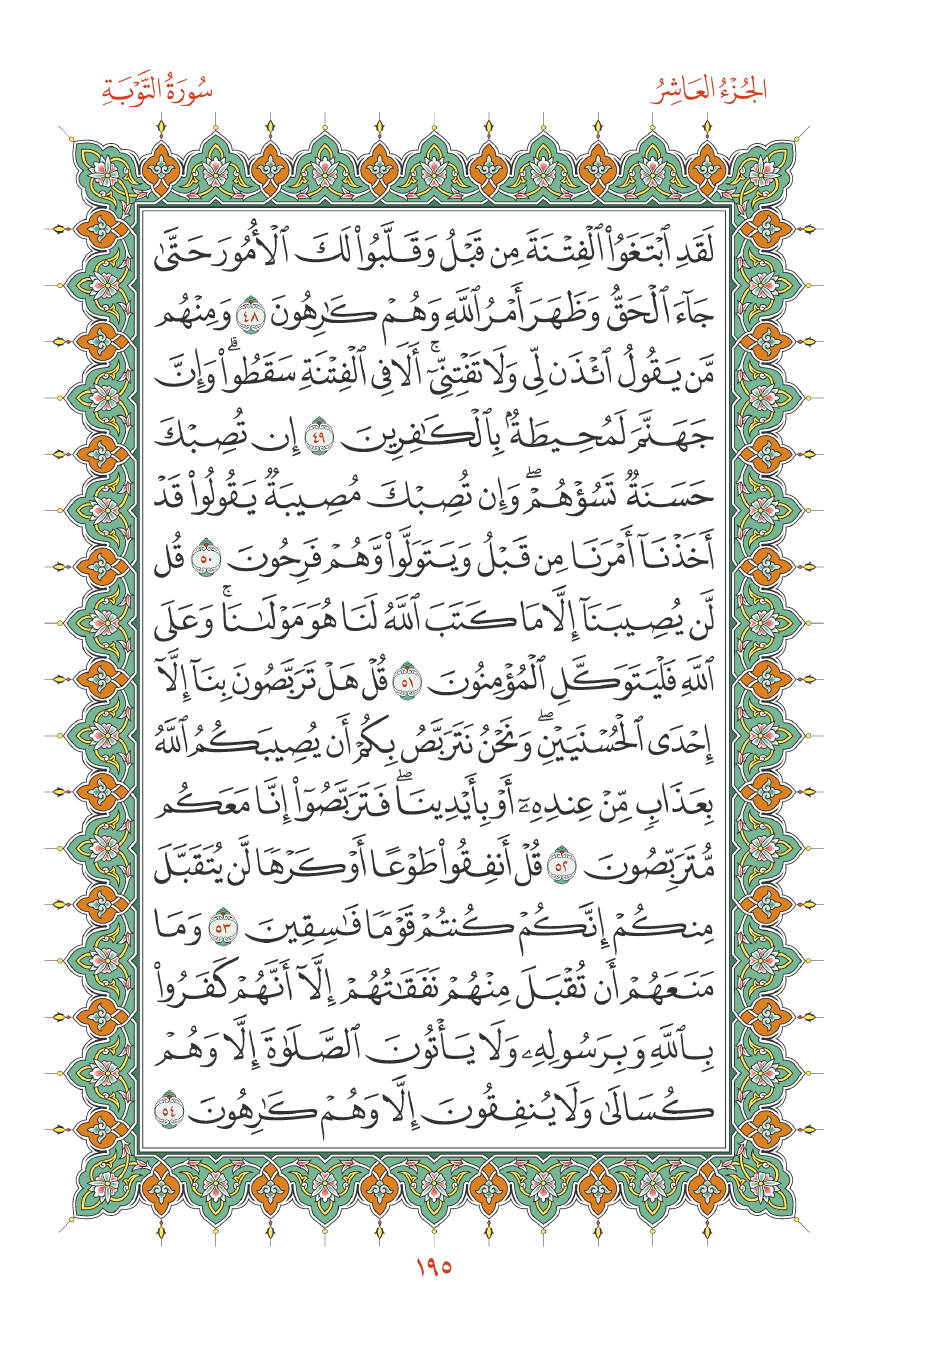 الجُزْءُ العَاشِرُ
سُورَةُ التَّوْبَةِ
لَقَدِ ٱبْتَغَوُا۟ ٱلْفِتْنَةَ مِن قَبْلُ وَقَلَّبُوا۟ لَكَ ٱلْأُمُورَ حَتَّىٰ
جَآءَ ٱلْحَقُّ وَظَهَرَ أَمْرُ ٱللَّهِ وَهُمْ كَـٰرِهُونَ ٤٨ وَمِنْهُم
مَّن يَقُولُ ٱئْذَن لِّى وَلَا تَفْتِنِّىٓ ۚ أَلَا فِى ٱلْفِتْنَةِ سَقَطُوا۟ ۗ وَإِنَّ
جَهَنَّمَ لَمُحِيطَةٌۢ بِٱلْكَـٰفِرِينَ ٤٩ إِن تُصِبْكَ
حَسَنَةٌ تَسُؤْهُمْ ۖ وَإِن تُصِبْكَ مُصِيبَةٌ يَقُولُوا۟ قَدْ
أَخَذْنَآ أَمْرَنَا مِن قَبْلُ وَيَتَوَلَّوا۟ وَّهُمْ فَرِحُونَ ٥٠ قُل
لَّن يُصِيبَنَآ إِلَّا مَا كَتَبَ ٱللَّهُ لَنَا هُوَ مَوْلَىٰنَا ۚ وَعَلَى
ٱللَّهِ فَلْيَتَوَكَّلِ ٱلْمُؤْمِنُونَ ٥١ قُلْ هَلْ تَرَبَّصُونَ بِنَآ إِلَّآ
إِحْدَى ٱلْحُسْنَيَيْنِ ۖ وَنَحْنُ نَتَرَبَّصُ بِكُمْ أَن يُصِيبَكُمُ ٱللَّهُ
بِعَذَابٍ مِّنْ عِندِهِۦٓ أَوْ بِأَيْدِينَا ۖ فَتَرَبَّصُوٓا۟ إِنَّا مَعَكُم
مُّتَرَبِّصُونَ ٥٢ قُلْ أَنفِقُوا۟ طَوْعًا أَوْ كَرْهًا لَّن يُتَقَبَّلَ
مِنكُمْ إِنَّكُمْ كُنتُمْ قَوْمًا فَـٰسِقِينَ ٥٣ وَمَا
مَنَعَهُمْ أَن تُقْبَلَ مِنْهُمْ نَفَقَـٰتُهُمْ إِلَّآ أَنَّهُمْ كَفَرُوا۟
بِٱللَّهِ وَبِرَسُولِهِۦ وَلَا يَأْتُونَ ٱلصَّلَوٰةَ إِلَّا وَهُمْ
كُسَالَىٰ وَلَا يُنفِقُونَ إِلَّا وَهُمْ كَـٰرِهُونَ ٥٤
١٩٥